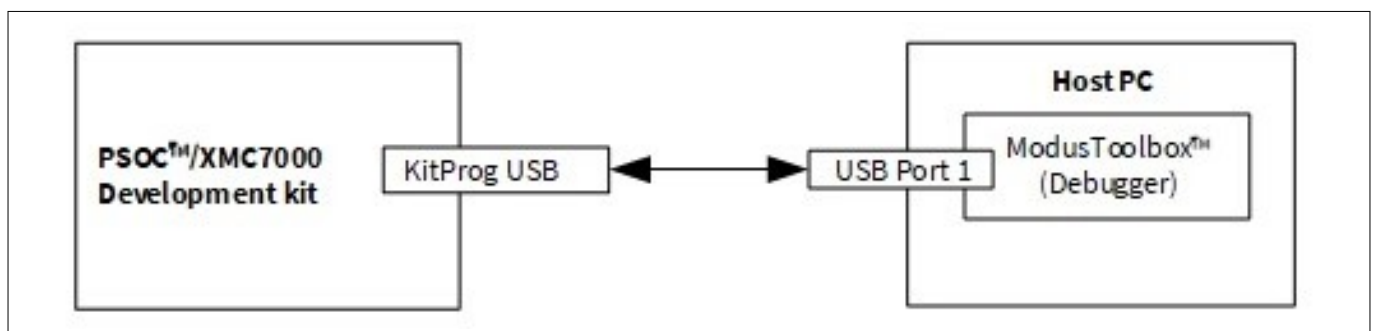 PSOC™/XMC7000
Development kit
KitProg USB
USB Port 1
Host PC
ModusToolbox™
(Debugger)